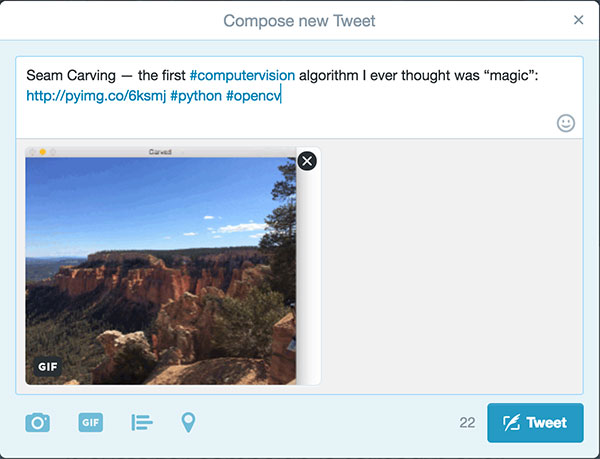 Compose new Tweet
Seam Carving — the first #computervision algorithm I ever thought was “magic”:
http://pyimg.co/6ksmj #python #opencv
Carved
GIF
GIF
22
Tweet